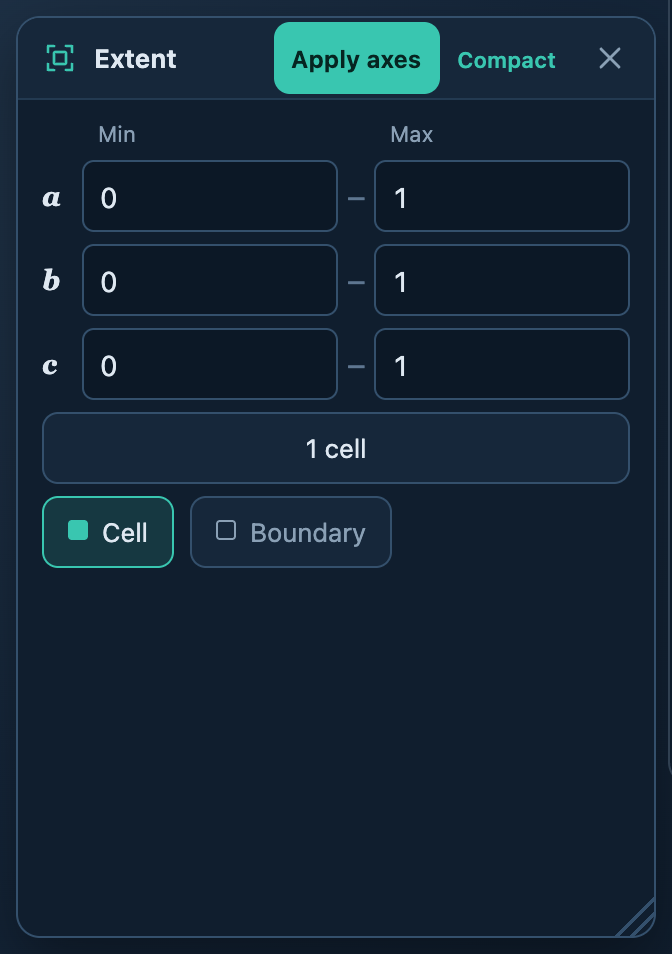 Extent Apply axes Compact
Min Max
a 0 – 1
b 0 – 1
c 0 – 1
1 cell
Cell Boundary